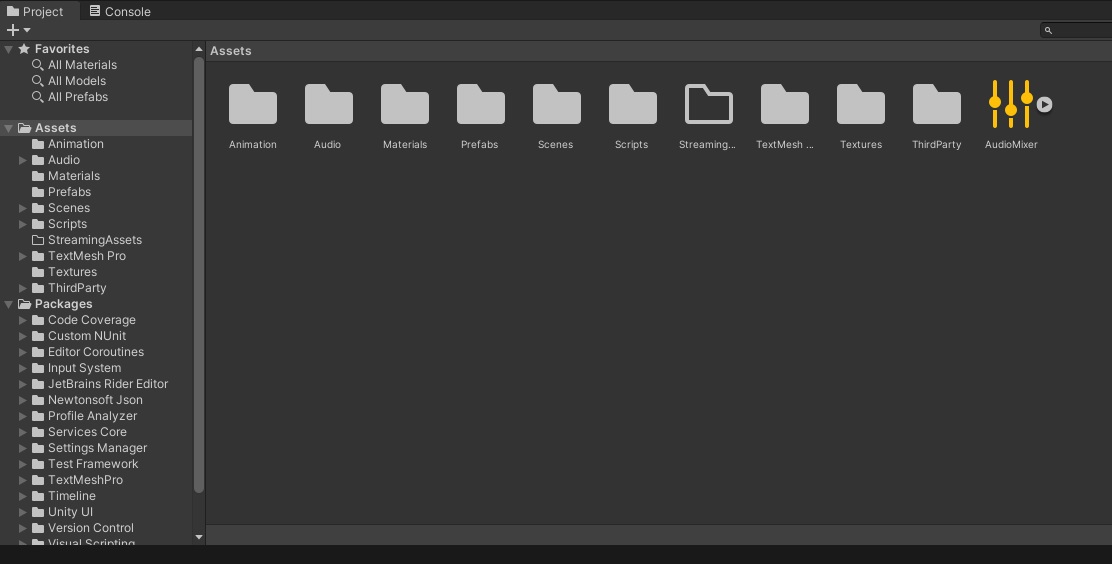 Project
Console
Favorites
All Materials
All Models
All Prefabs
Assets
Animation
Audio
Materials
Prefabs
Scenes
Scripts
StreamingAssets
TextMesh Pro
Textures
ThirdParty
Packages
Code Coverage
Custom NUnit
Editor Coroutines
Input System
JetBrains Rider Editor
Newtonsoft Json
Profile Analyzer
Services Core
Settings Manager
Test Framework
TextMeshPro
Timeline
Unity UI
Version Control
Visual Scripting
Assets
Animation
Audio
Materials
Prefabs
Scenes
Scripts
Streaming...
TextMesh ...
Textures
ThirdParty
AudioMixer